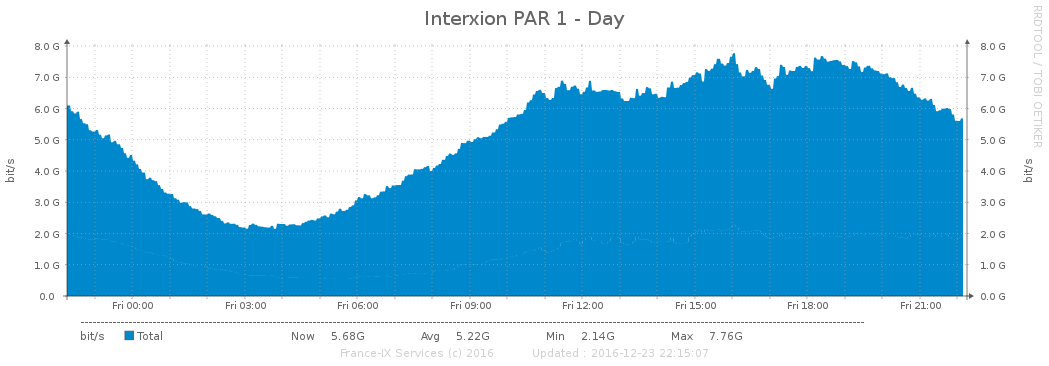 Interxion PAR 1 - Day
RRDTOOL / TOBI OETIKER
8.0 G 8.0 G
7.0 G 7.0 G
6.0 G 6.0 G
5.0 G 5.0 G
4.0 G 4.0 G
3.0 G 3.0 G
2.0 G 2.0 G
1.0 G 1.0 G
0.0 0.0 G
bit/s
bit/s
Fri 00:00 Fri 03:00 Fri 06:00 Fri 09:00 Fri 12:00 Fri 15:00 Fri 18:00 Fri 21:00
bit/s Total Now 5.68G Avg 5.22G Min 2.14G Max 7.76G
France-IX Services (c) 2016 Updated : 2016-12-23 22:15:07